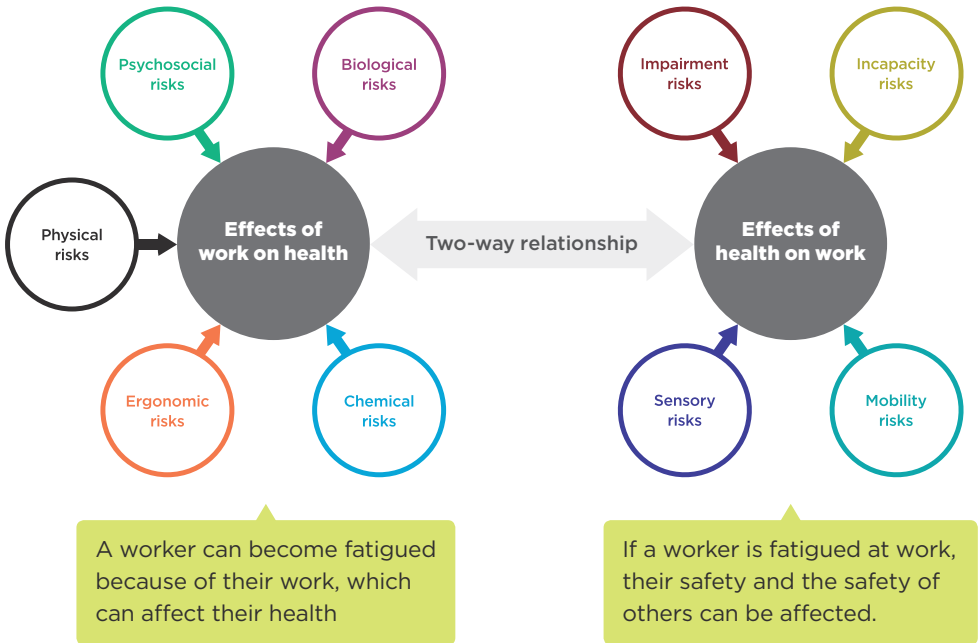 Psychosocial
risks
Biological
risks
Impairment
risks
Incapacity
risks
Physical
risks
Effects of
work on health
Two-way relationship
Effects of
health on work
Ergonomic
risks
Chemical
risks
Sensory
risks
Mobility
risks
A worker can become fatigued
because of their work, which
can affect their health
If a worker is fatigued at work,
their safety and the safety of
others can be affected.